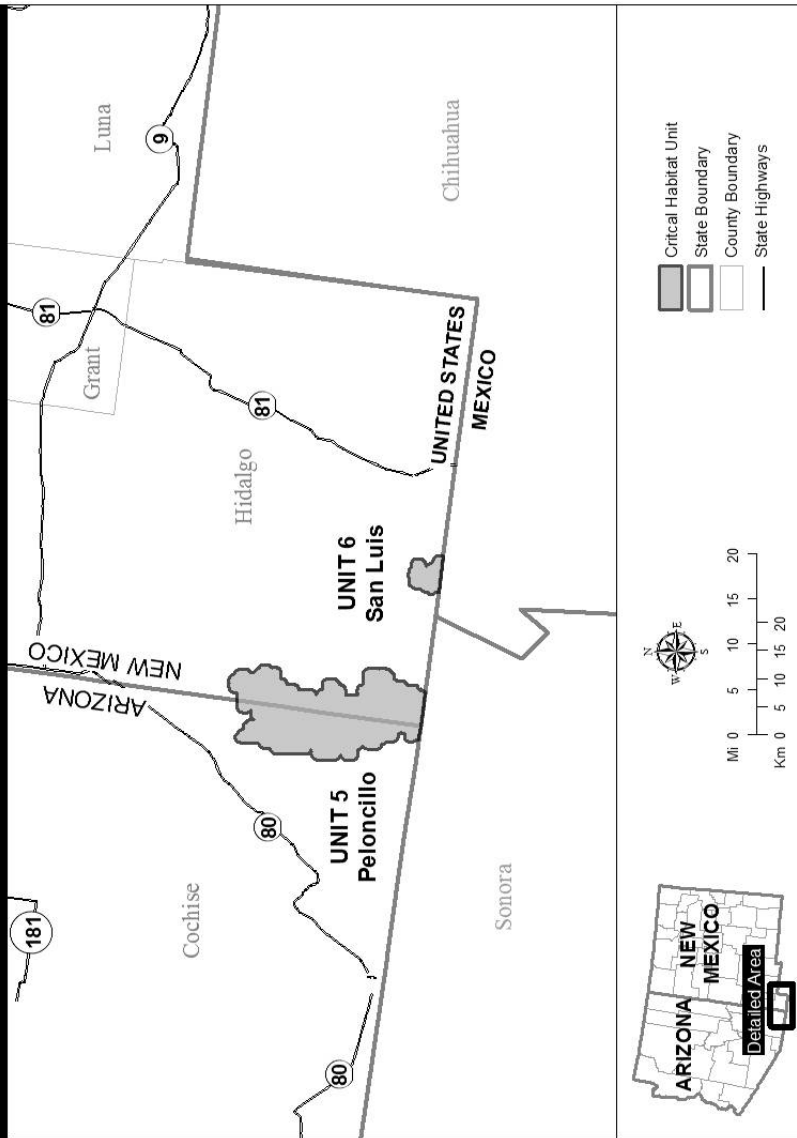 181
80
80
Cochise
ARIZONA
NEW MEXICO
81
Grant
9
Luna
81
Hidalgo
UNIT 5
Peloncillo
UNIT 6
San Luis
UNITED STATES
MEXICO
Sonora
Chihuahua
ARIZONA
NEW
MEXICO
Detailed Area
N
W
E
S
Mi 0 5 10 15 20
Km 0 5 10 15 20
Critcal Habitat Unit
State Boundary
County Boundary
State Highways